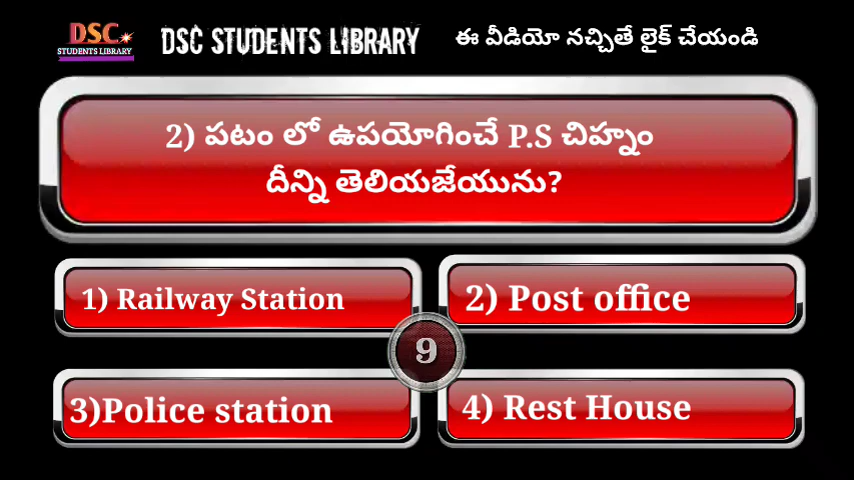 DSC
STUDENTS LIBRARY
DSC STUDENTS LIBRARY
ఈ వీడియో నచ్చితే లైక్ చేయండి
2) పటం లో ఉపయోగించే P.S చిహ్నం
దీన్ని తెలియజేయును?
1) Railway Station
2) Post office
9
3)Police station
4) Rest House